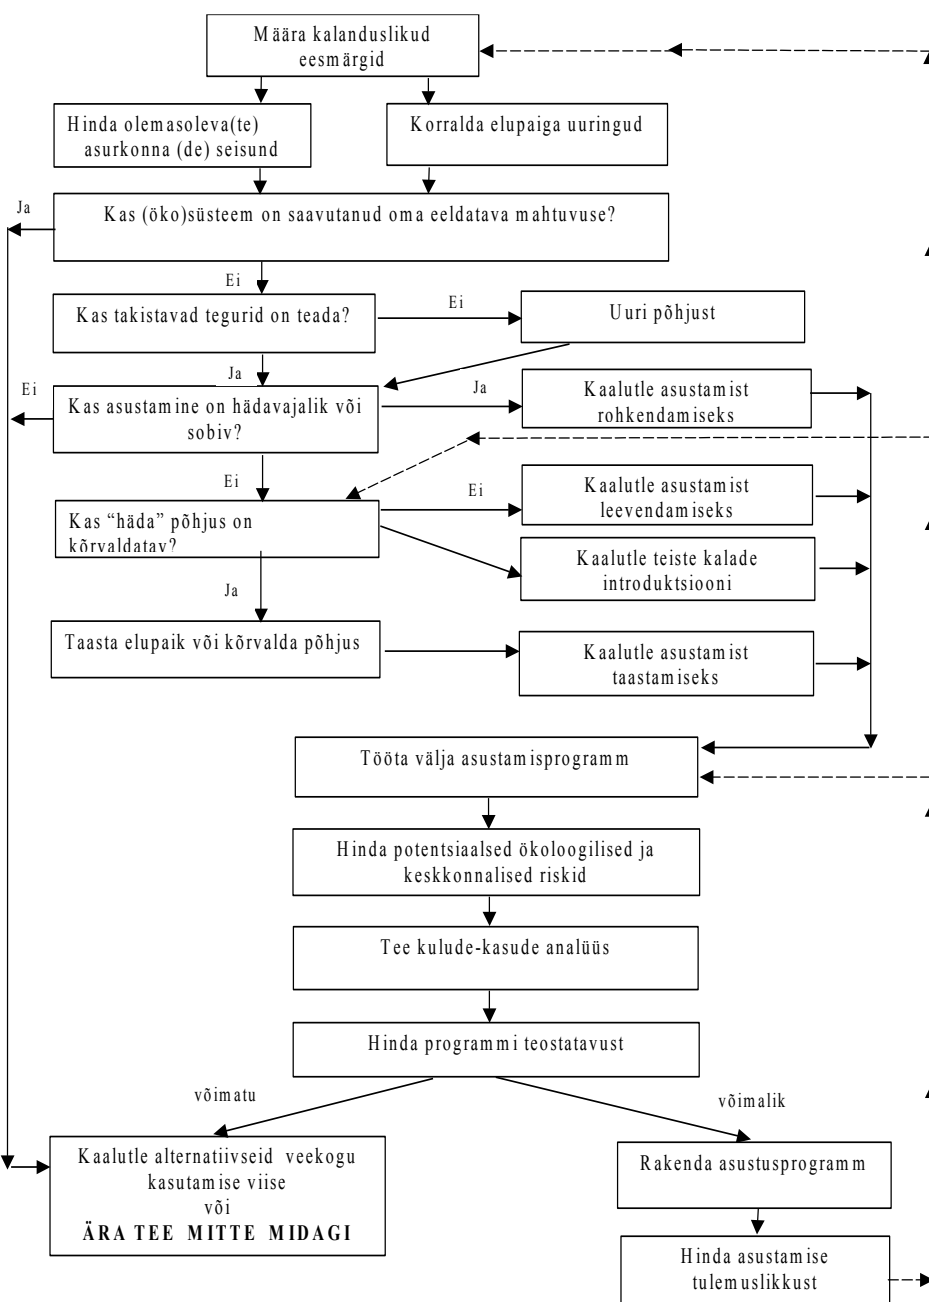 Määra kalanduslikud
eesmärgid
Hinda olemasoleva(te)
asurkonna (de) seisund
Korralda elupaiga uuringud
Ja
Kas (öko)süsteem on saavutanud oma eeldatava mahtuvuse?
Ei
Kas takistavad tegurid on teada?
Ei
Uuri põhjust
Ja
Ei
Kas asustamine on hädavajalik või
sobiv?
Ja
Kaalutle asustamist
rohkendamiseks
Ei
Kas “häda” põhjus on
kõrvaldatav?
Ei
Kaalutle asustamist
leevendamiseks
Kaalutle teiste kalade
introduktsiooni
Ja
Taasta elupaik või kõrvalda põhjus
Kaalutle asustamist
taastamiseks
Tööta välja asustamisprogramm
Hinda potentsiaalsed ökoloogilised ja
keskkonnalised riskid
Tee kulude-kasude analüüs
Hinda programmi teostatavust
võimatu
võimalik
Kaalutle alternatiivseid veekogu
kasutamise viise
või
ÄRA TEE MITTE MIDAGI
Rakenda asustusprogramm
Hinda asustamise
tulemuslikkust